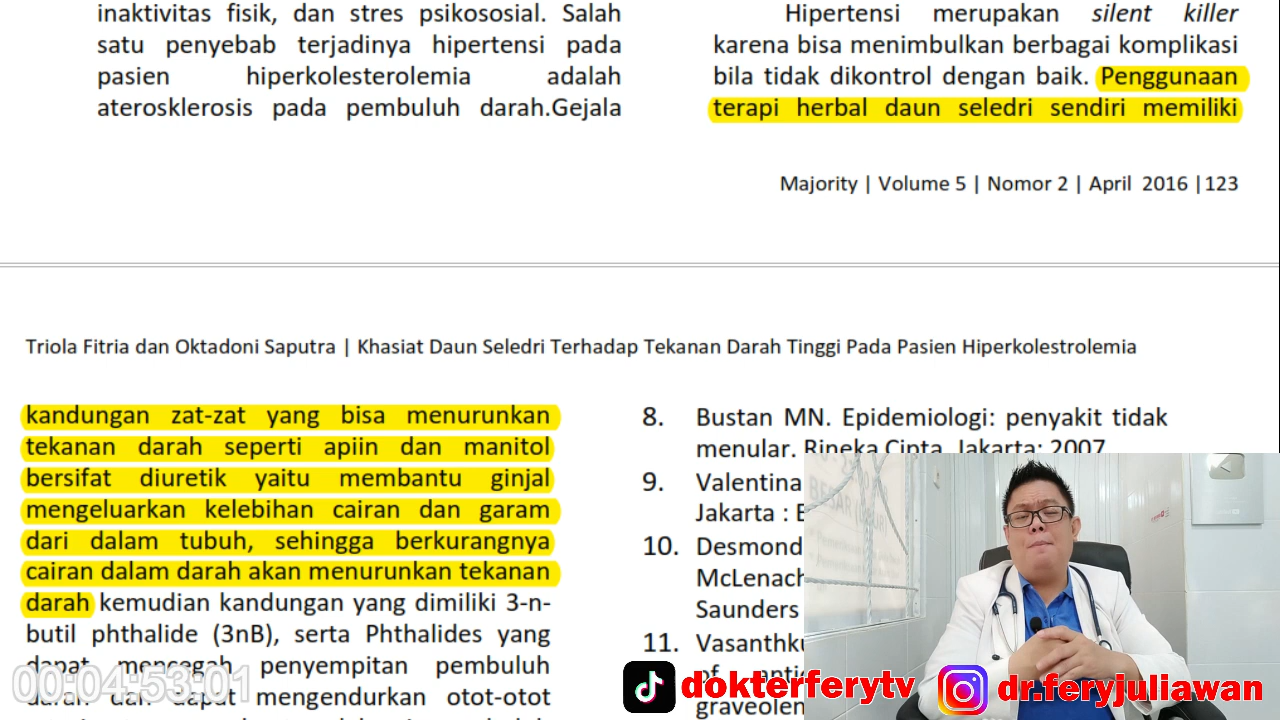 inaktivitas fisik, dan stres psikososial. Salah
satu penyebab terjadinya hipertensi pada
pasien hiperkolesterolemia adalah
aterosklerosis pada pembuluh darah.Gejala
Hipertensi merupakan silent killer
karena bisa menimbulkan berbagai komplikasi
bila tidak dikontrol dengan baik. Penggunaan
terapi herbal daun seledri sendiri memiliki
Majority | Volume 5 | Nomor 2 | April 2016 |123
Triola Fitria dan Oktadoni Saputra | Khasiat Daun Seledri Terhadap Tekanan Darah Tinggi Pada Pasien Hiperkolestrolemia
kandungan zat-zat yang bisa menurunkan
tekanan darah seperti apiin dan manitol
bersifat diuretik yaitu membantu ginjal
mengeluarkan kelebihan cairan dan garam
dari dalam tubuh, sehingga berkurangnya
cairan dalam darah akan menurunkan tekanan
darah kemudian kandungan yang dimiliki 3-n-
butil phthalide (3nB), serta Phthalides yang
dapat mencegah penyempitan pembuluh
darah dan dapat mengendurkan otot-otot
8. Bustan MN. Epidemiologi: penyakit tidak
menular. Rineka Cipta. Jakarta: 2007
9. Valentina
Jakarta :
10. Desmond
McLenach
Saunders
11. Vasanthku
of
graveolen
00:04:53:01
dokterferytv
dr.feryjuliawan